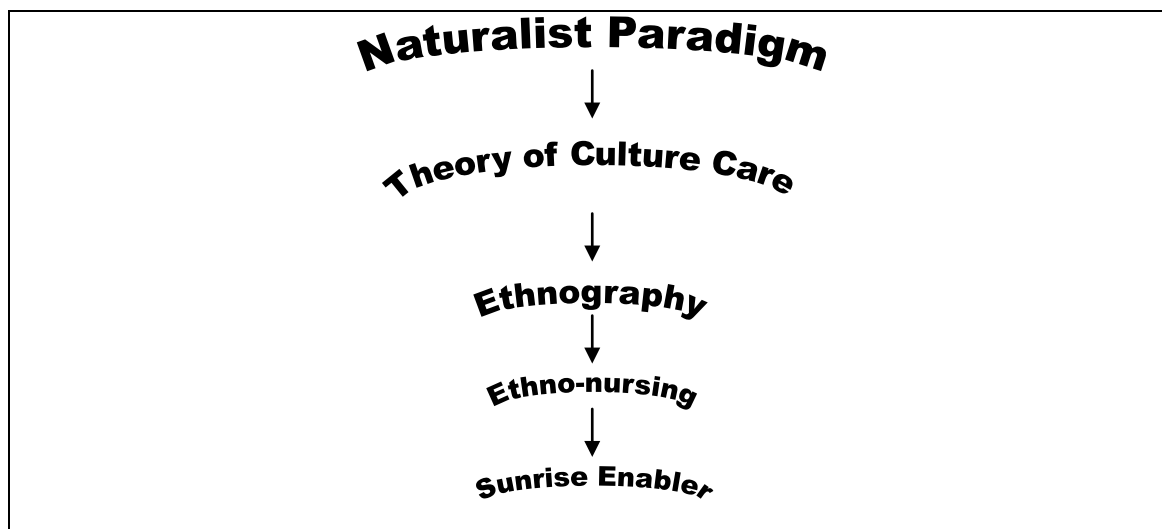 Naturalist Paradigm
Theory of Culture Care
Ethnography
Ethno-nursing
Sunrise Enabler